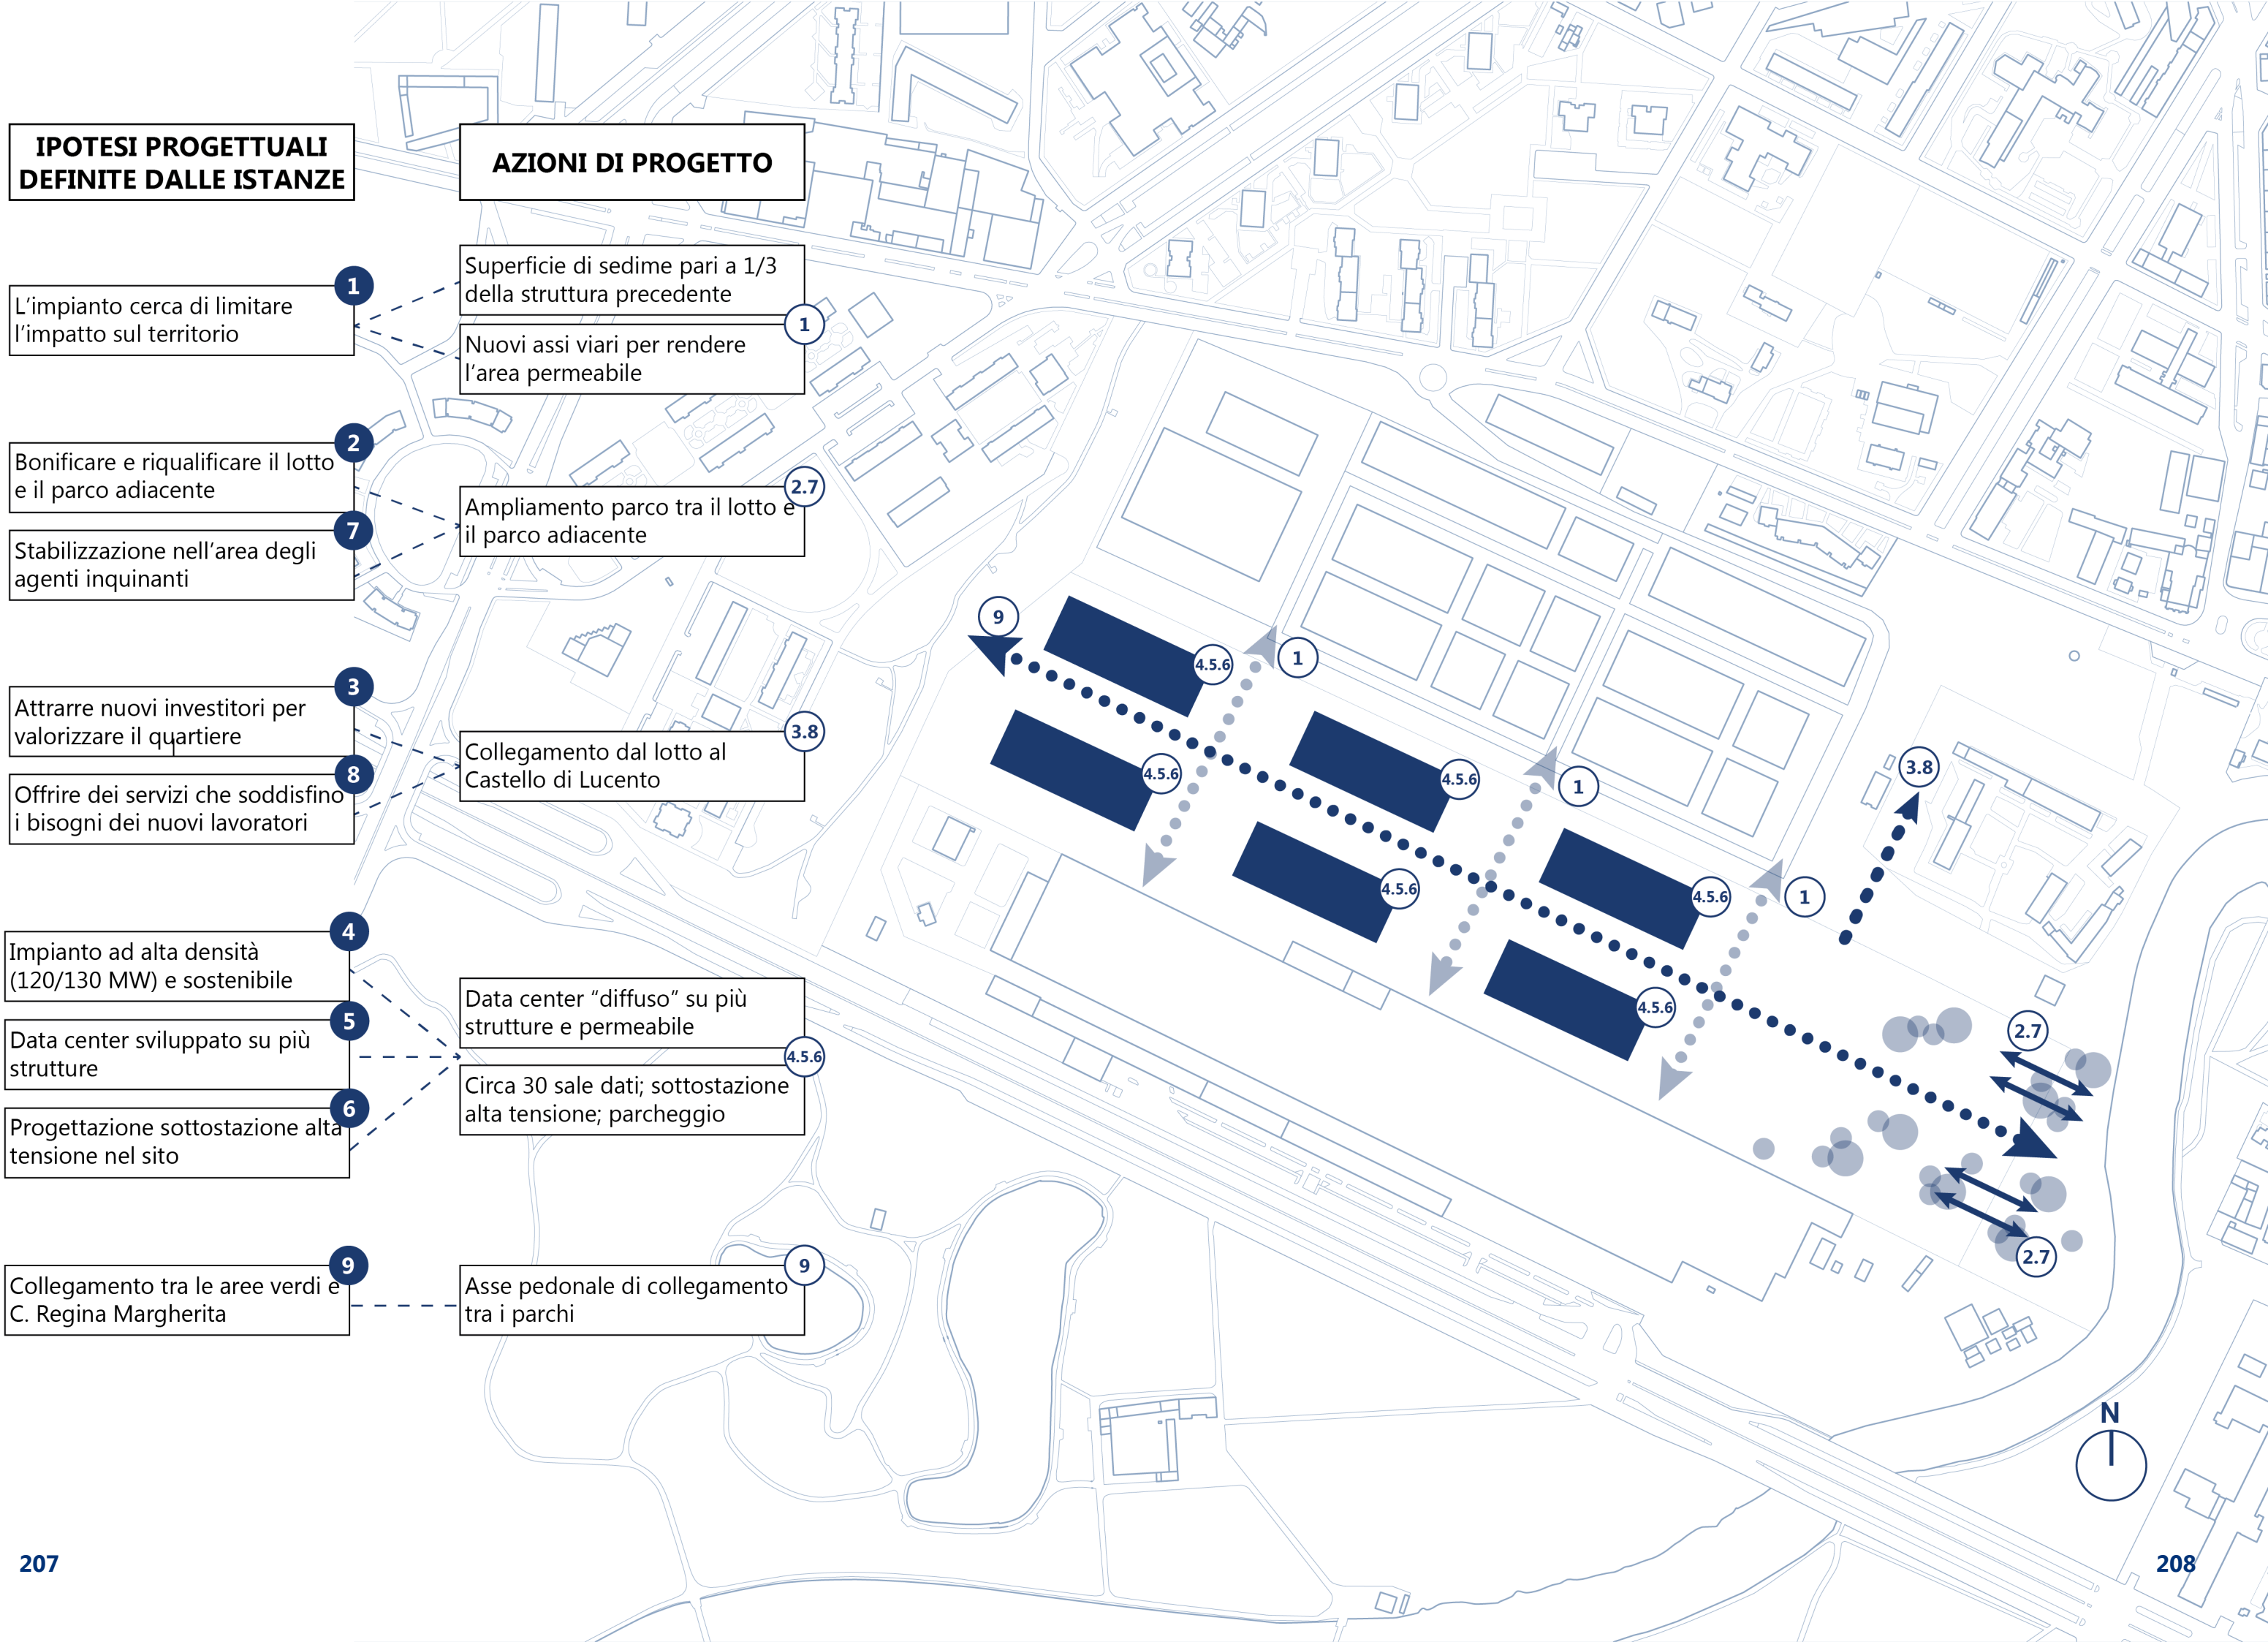 IPOTESI PROGETTUALI
DEFINITE DALLE ISTANZE
AZIONI DI PROGETTO
1
L'impianto cerca di limitare
l'impatto sul territorio
Superficie di sedime pari a 1/3
della struttura precedente
1
Nuovi assi viari per rendere
l'area permeabile
2
Bonificare e riqualificare il lotto
e il parco adiacente
7
Stabilizzazione nell'area degli
agenti inquinanti
2.7
Ampliamento parco tra il lotto e
il parco adiacente
3
Attrarre nuovi investitori per
valorizzare il quartiere
8
Offrire dei servizi che soddisfino
i bisogni dei nuovi lavoratori
3.8
Collegamento dal lotto al
Castello di Lucento
4
Impianto ad alta densità
(120/130 MW) e sostenibile
5
Data center sviluppato su più
strutture
6
Progettazione sottostazione alta
tensione nel sito
Data center “diffuso” su più
strutture e permeabile
4.5.6
Circa 30 sale dati; sottostazione
alta tensione; parcheggio
9
Collegamento tra le aree verdi e
C. Regina Margherita
9
Asse pedonale di collegamento
tra i parchi
9
4.5.6
1
4.5.6
4.5.6
1
3.8
4.5.6
4.5.6
1
4.5.6
2.7
2.7
N
207
208